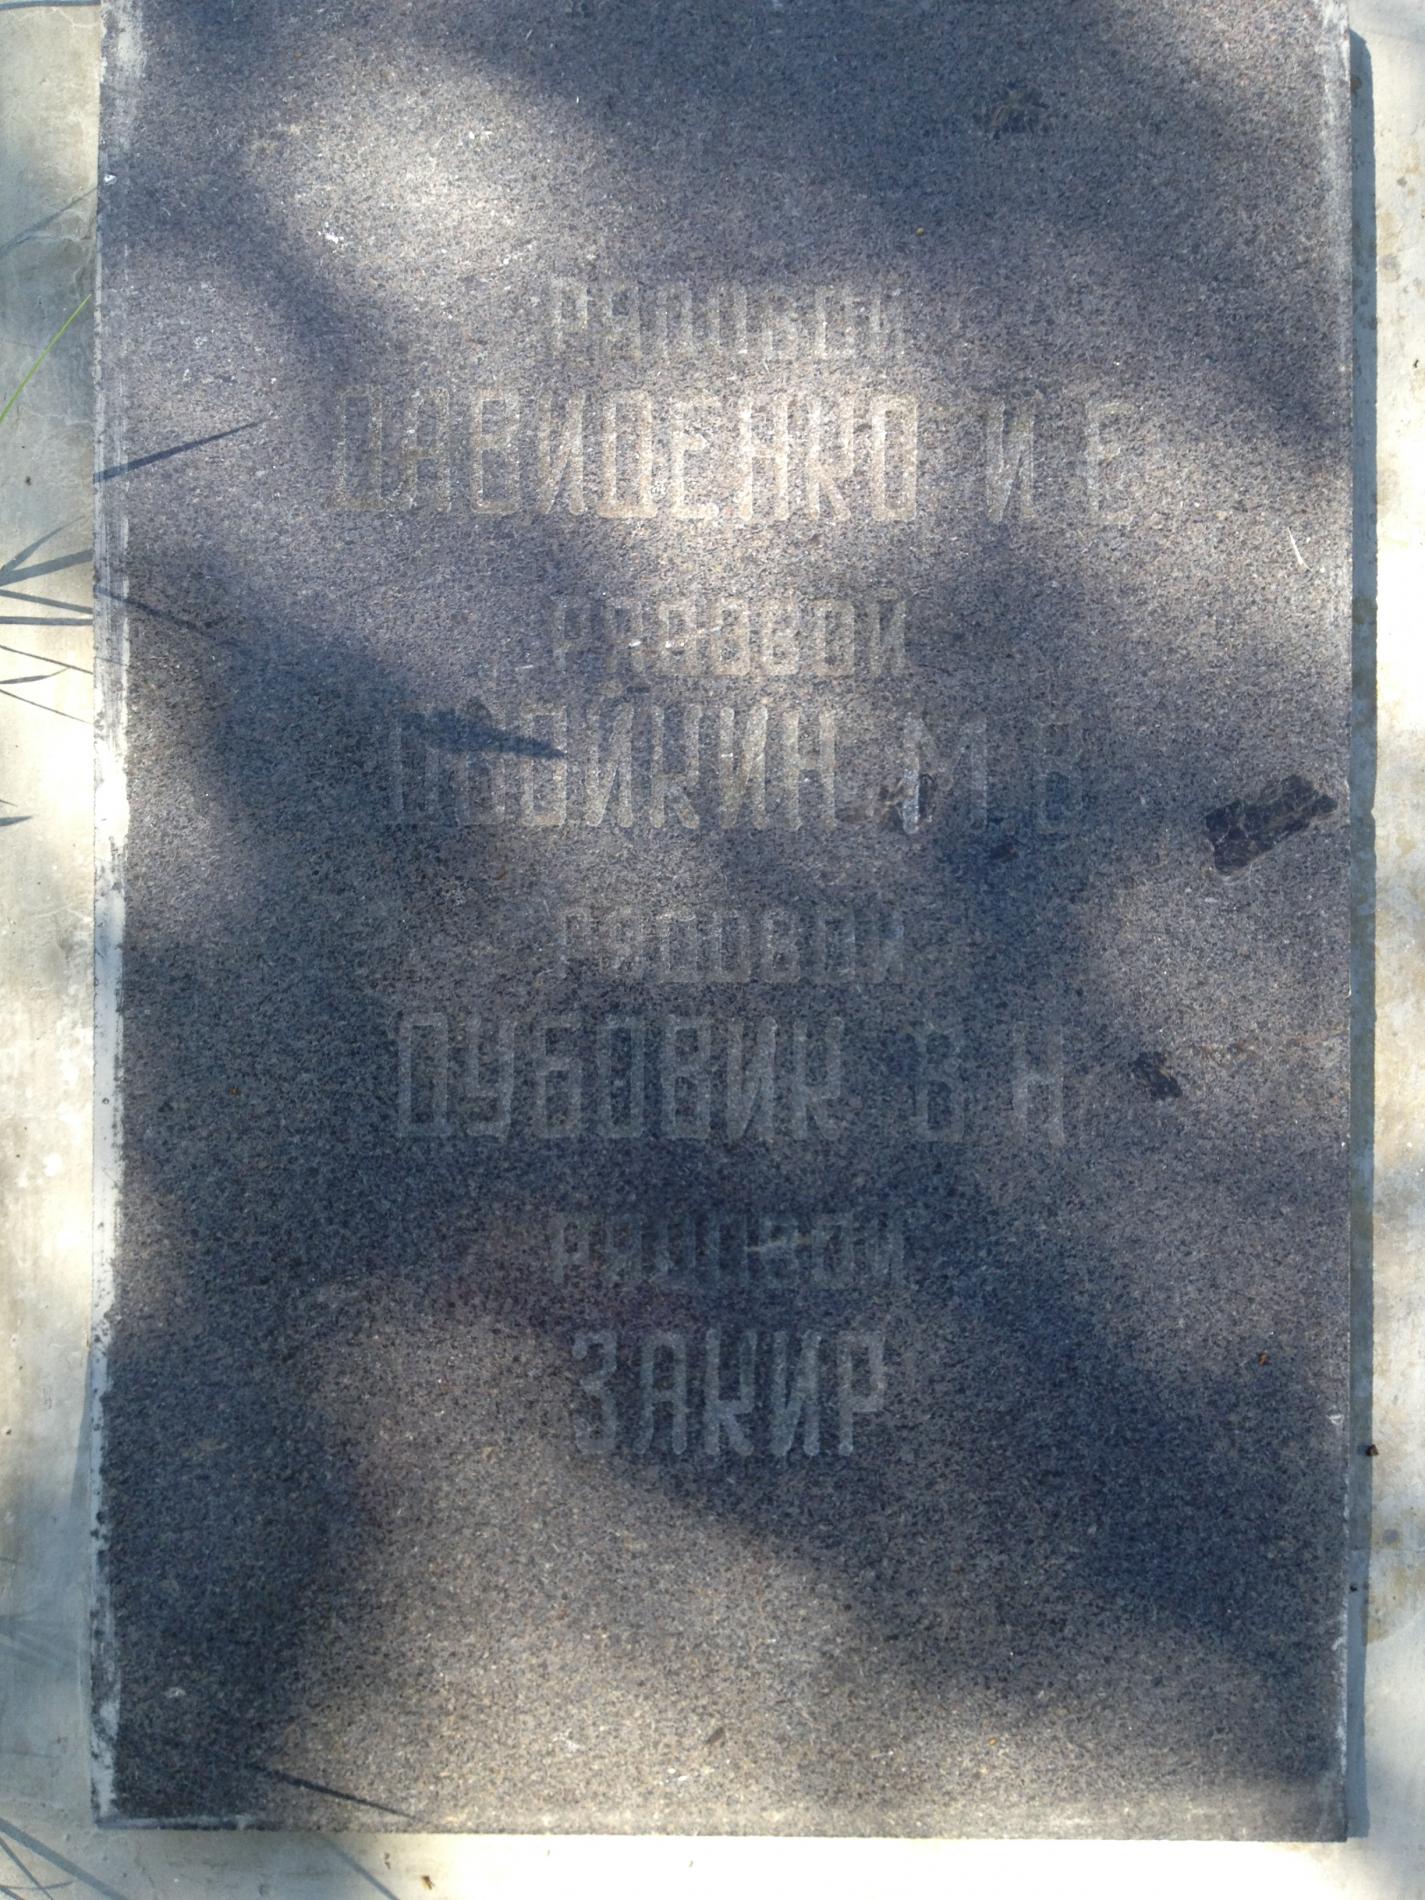 РЯДОВОЙ
ДАВИДЕНКО И Е
РЯДОВОЙ
М.В
РЯДОВОЙ
ДУБОВИК В Н
РЯДОВОЙ
ЗАКИР